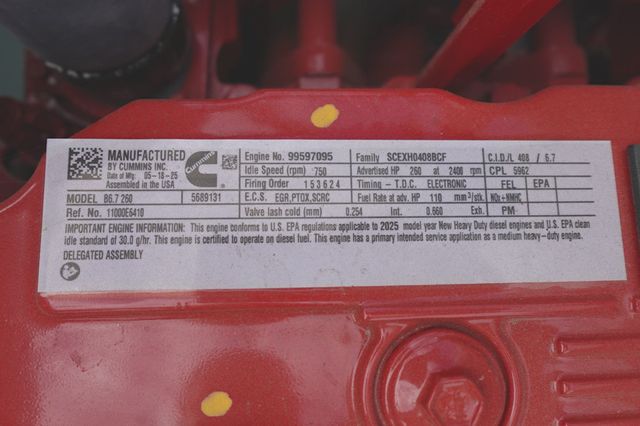 MANUFACTURED
BY CUMMINS INC.
Date of Mfg. 05-18-25
Assembled in the USA
Cummins
MODEL B6.7 260 5689131
Ref. No. 11000E6410
Engine No. 99597095 Family SCEXH0408BCF C.I.D./L 408 / 6.7
Idle Speed (rpm) 750 Advertised HP 260 at 2400 rpm CPL 5962
Firing Order 1 5 3 6 2 4 Timing - T.D.C. ELECTRONIC FEL EPA
E.C.S. EGR,PTOX,SCRC Fuel Rate at adv. HP 110 mm³/stk. NOx+NMHC
Valve lash cold (mm) 0.254 Int. 0.660 Exh. PM
IMPORTANT ENGINE INFORMATION: This engine conforms to U.S. EPA regulations applicable to 2025 model year New Heavy Duty diesel engines and U.S. EPA clean
idle standard of 30.0 g/hr. This engine is certified to operate on diesel fuel. This engine has a primary intended service application as a medium heavy-duty engine.
DELEGATED ASSEMBLY